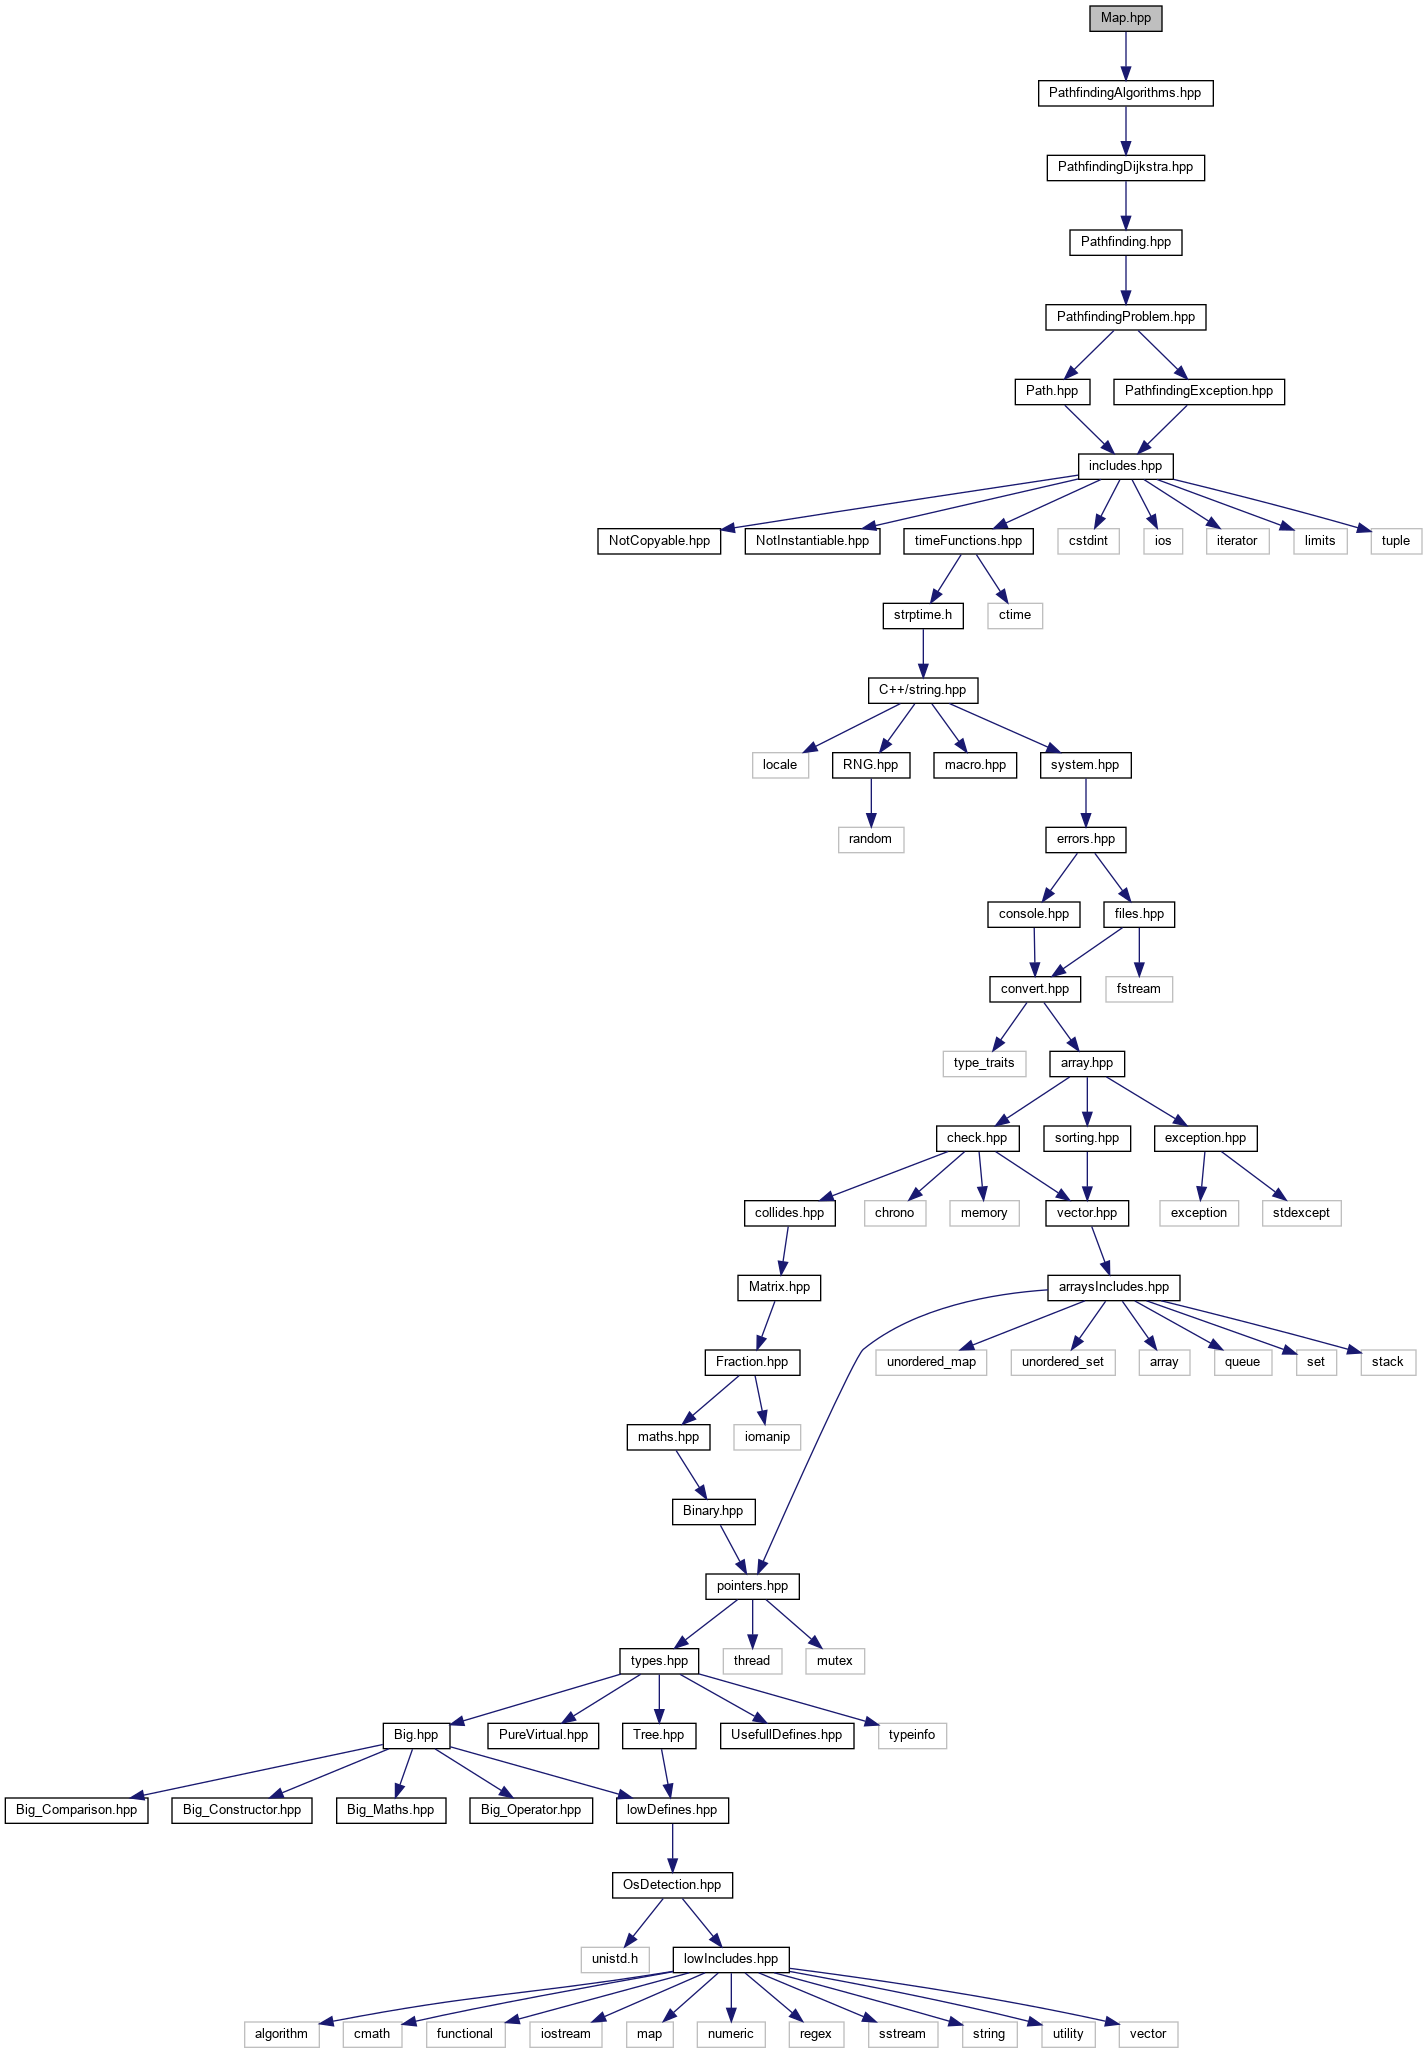 Map.hpp
PathfindingAlgorithms.hpp
PathfindingDijkstra.hpp
Pathfinding.hpp
PathfindingProblem.hpp
Path.hpp
PathfindingException.hpp
includes.hpp
NotCopyable.hpp
NotInstantiable.hpp
timeFunctions.hpp
cstdint
ios
iterator
limits
tuple
strptime.h
ctime
C++/string.hpp
locale
RNG.hpp
macro.hpp
system.hpp
random
errors.hpp
console.hpp
files.hpp
convert.hpp
fstream
type_traits
array.hpp
check.hpp
sorting.hpp
exception.hpp
collides.hpp
chrono
memory
vector.hpp
exception
stdexcept
Matrix.hpp
arraysIncludes.hpp
Fraction.hpp
unordered_map
unordered_set
array
queue
set
stack
maths.hpp
iomanip
Binary.hpp
pointers.hpp
types.hpp
thread
mutex
Big.hpp
PureVirtual.hpp
Tree.hpp
UsefullDefines.hpp
typeinfo
Big_Comparison.hpp
Big_Constructor.hpp
Big_Maths.hpp
Big_Operator.hpp
lowDefines.hpp
OsDetection.hpp
unistd.h
lowIncludes.hpp
algorithm
cmath
functional
iostream
map
numeric
regex
sstream
string
utility
vector